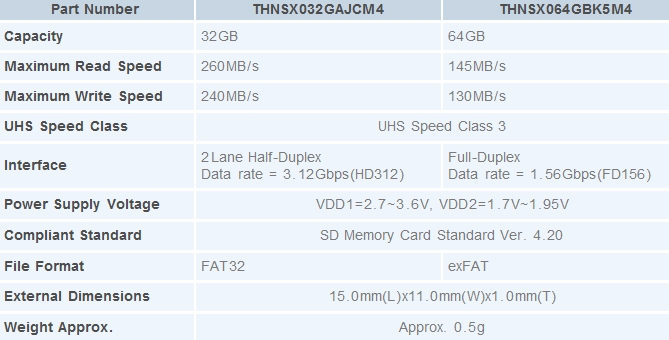 Part Number THNSX032GAJCM4 THNSX064GBK5M4
Capacity 32GB 64GB
Maximum Read Speed 260MB/s 145MB/s
Maximum Write Speed 240MB/s 130MB/s
UHS Speed Class UHS Speed Class 3
Interface 2 Lane Half-Duplex Full-Duplex
Data rate = 3.12Gbps(HD312) Data rate = 1.56Gbps(FD156)
Power Supply Voltage VDD1=2.7~3.6V, VDD2=1.7V~1.95V
Compliant Standard SD Memory Card Standard Ver. 4.20
File Format FAT32 exFAT
External Dimensions 15.0mm(L)x11.0mm(W)x1.0mm(T)
Weight Approx. Approx. 0.5g